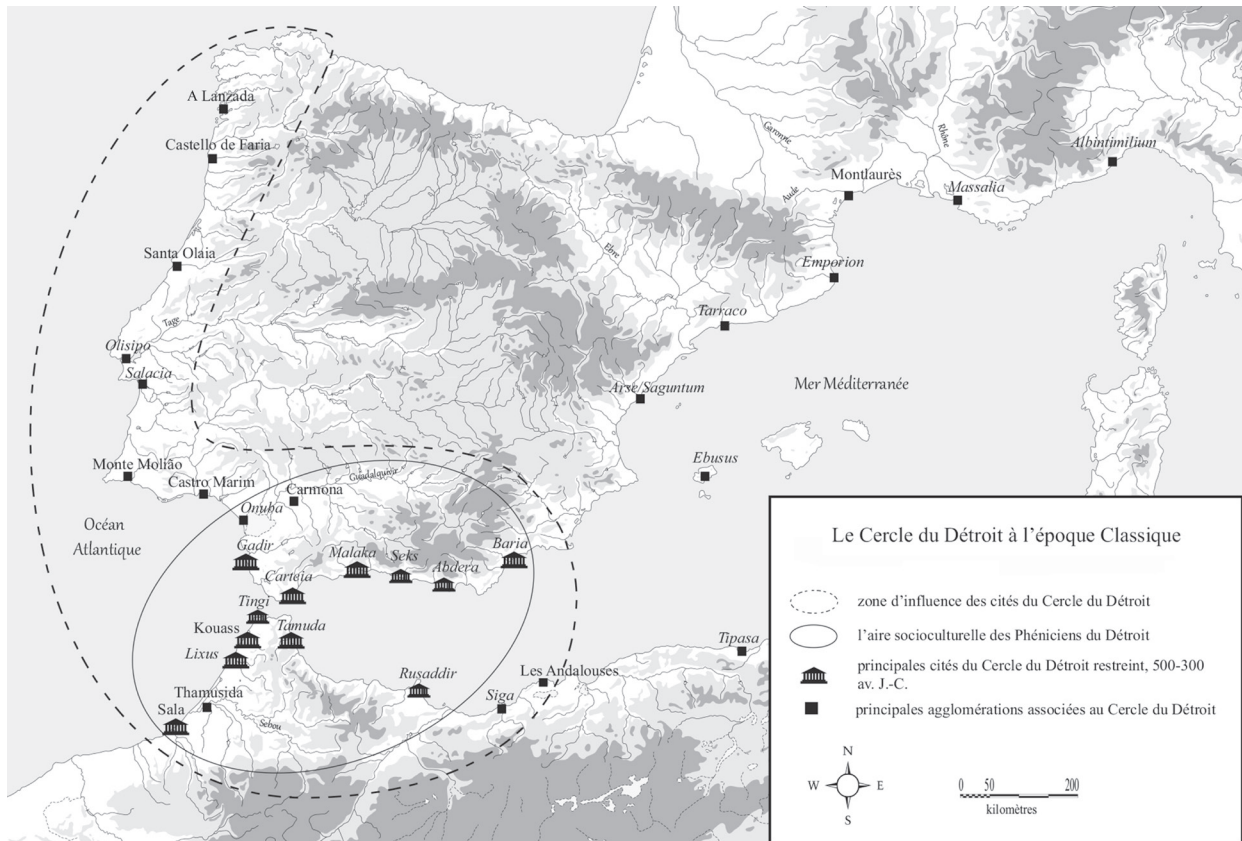 A Lanzada
Castello de Faria
Santa Olaia
Tage
Olisipo
Salacia
Monte Molião
Castro Marim
Onuba
Carmona
Guadalquivir
Océan
Atlantique
Gadir
Carteia
Malaka
Seks
Abdera
Baria
Tingi
Kouass
Tamuda
Lixus
Thamusida
Sala
Sebou
Rusaddir
Siga
Les Andalouses
Tipasa
Garonne
Aude
Rhône
Ebre
Montlaurès
Massalia
Albintimilium
Emporion
Tarraco
Arse/Saguntum
Mer Méditerranée
Ebusus
Le Cercle du Détroit à l’époque Classique
zone d’influence des cités du Cercle du Détroit
l’aire socioculturelle des Phéniciens du Détroit
principales cités du Cercle du Détroit restreint, 500-300
av. J.-C.
principales agglomérations associées au Cercle du Détroit
N
W E
S
0 50 200
kilomètres